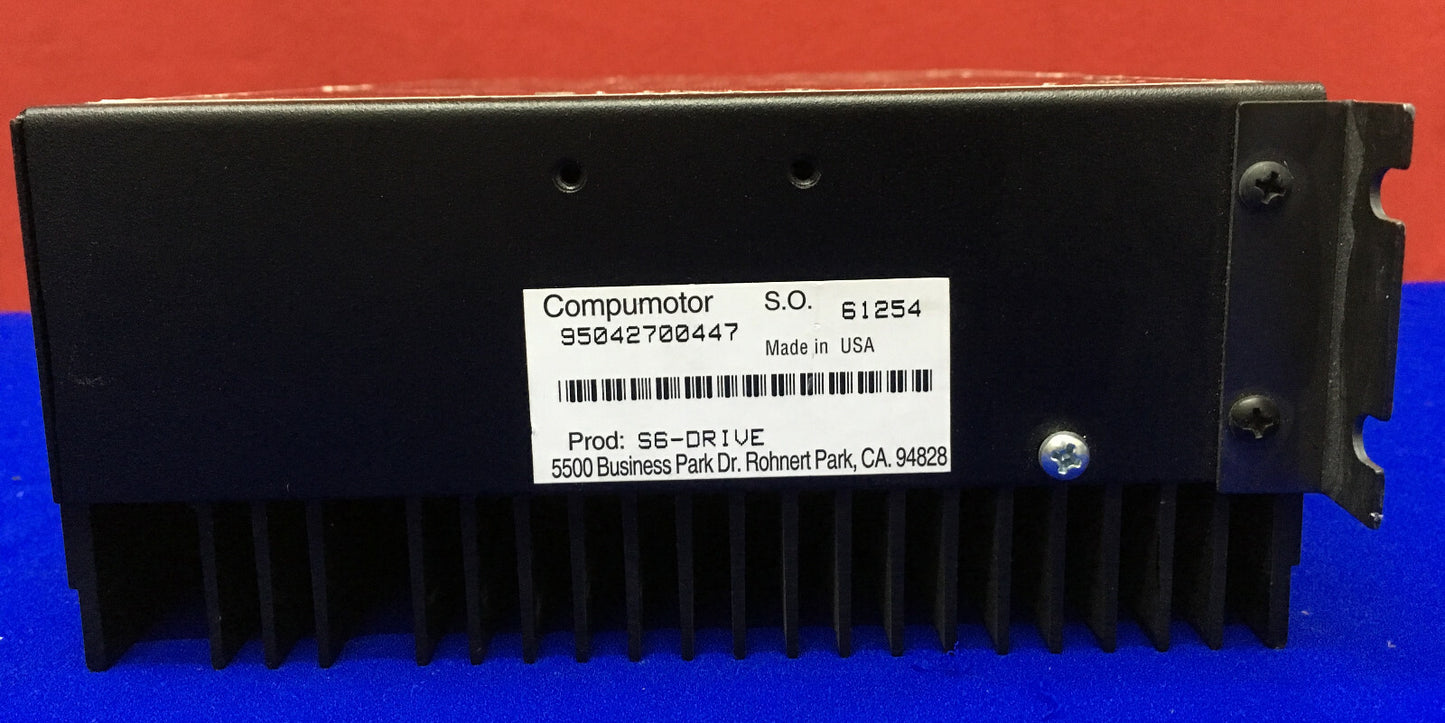 Compumotor S.O. 61254
95042700447
Made in USA
Prod: S6-DRIVE
5500 Business Park Dr. Rohnert Park, CA. 94828